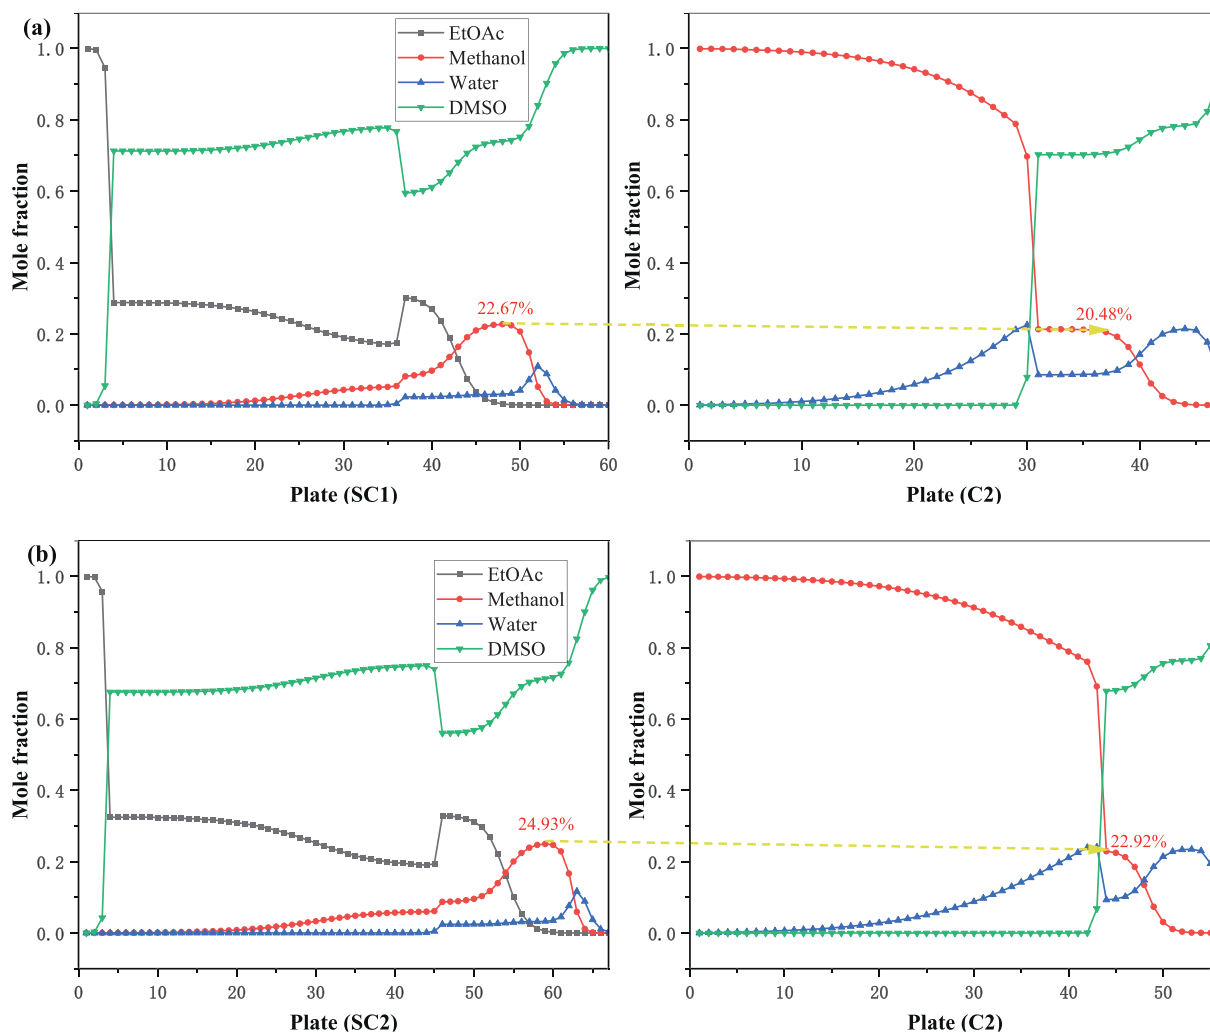 (a)
EtOAc
Methanol
Water
DMSO
22.67%
20.48%
Mole fraction
0.0
0.2
0.4
0.6
0.8
1.0
0
10
20
30
40
50
60
Plate (SC1)
Mole fraction
0.0
0.2
0.4
0.6
0.8
1.0
0
10
20
30
40
Plate (C2)
(b)
EtOAc
Methanol
Water
DMSO
24.93%
22.92%
Mole fraction
0.0
0.2
0.4
0.6
0.8
1.0
0
10
20
30
40
50
60
Plate (SC2)
Mole fraction
0.0
0.2
0.4
0.6
0.8
1.0
0
10
20
30
40
50
Plate (C2)